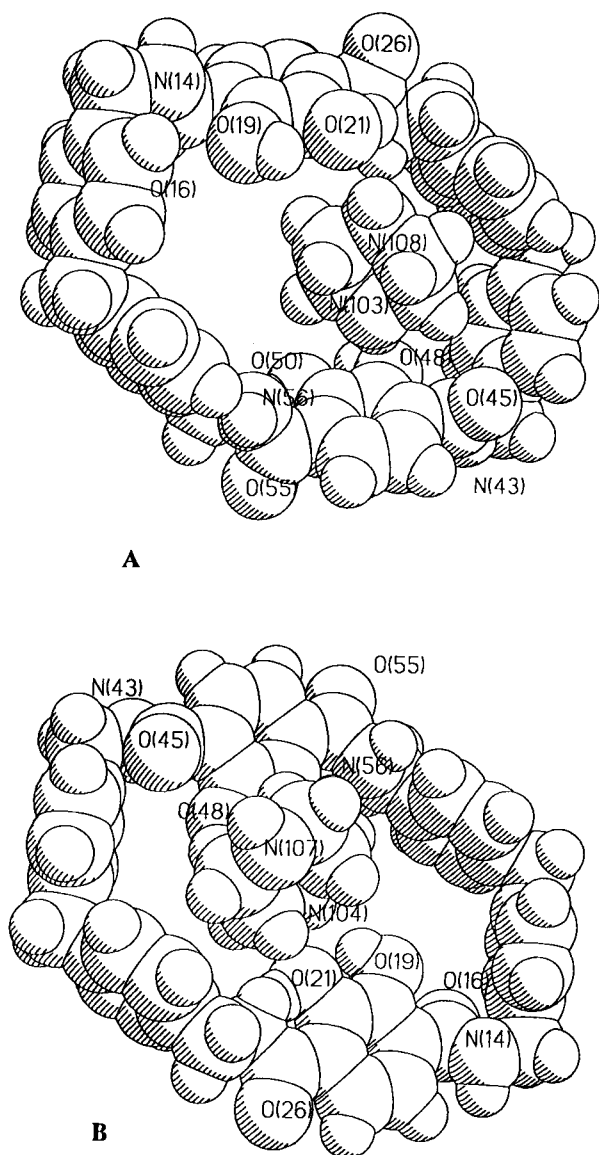 O(26)
N(14)
O(19)
O(21)
O(16)
N(108)
N(103)
O(50)
O(48)
N(56)
O(45)
O(55)
N(43)
A
O(55)
N(43)
O(45)
N(56)
O(48)
N(107)
N(104)
O(19)
O(21)
O(16)
N(14)
O(26)
B